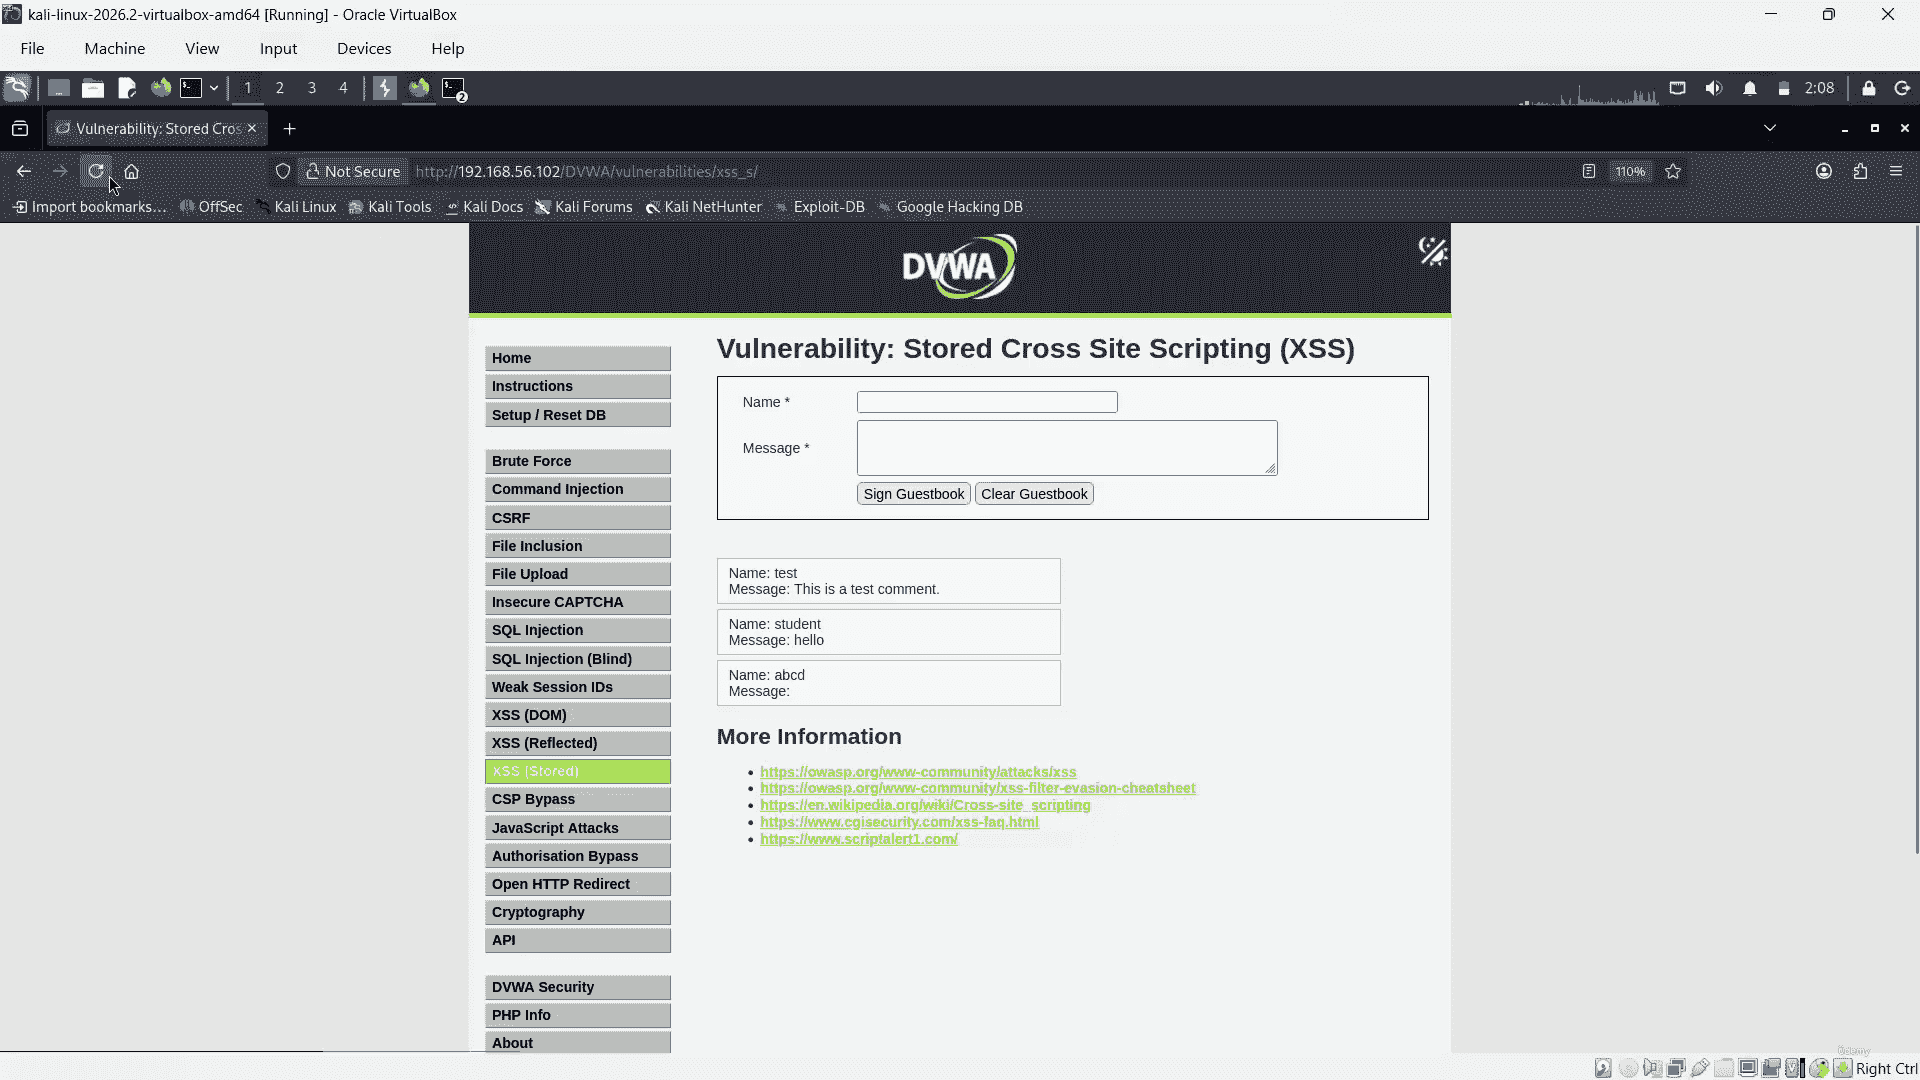 kali-linux-2026.2-virtualbox-amd64 [Running] - Oracle VirtualBox
File Machine View Input Devices Help
1 2 3 4 2 2:08
Vulnerability: Stored Cros
Not Secure http://192.168.56.102/DVWA/vulnerabilities/xss_s/ 110%
Import bookmarks... OffSec Kali Linux Kali Tools Kali Docs Kali Forums Kali NetHunter Exploit-DB Google Hacking DB
DVWA
Home
Instructions
Setup / Reset DB
Brute Force
Command Injection
CSRF
File Inclusion
File Upload
Insecure CAPTCHA
SQL Injection
SQL Injection (Blind)
Weak Session IDs
XSS (DOM)
XSS (Reflected)
XSS (Stored)
CSP Bypass
JavaScript Attacks
Authorisation Bypass
Open HTTP Redirect
Cryptography
API
DVWA Security
PHP Info
About
Vulnerability: Stored Cross Site Scripting (XSS)
Name *
Message *
Sign Guestbook Clear Guestbook
Name: test
Message: This is a test comment.
Name: student
Message: hello
Name: abcd
Message:
More Information
https://owasp.org/www-community/attacks/xss
https://owasp.org/www-community/xss-filter-evasion-cheatsheet
https://en.wikipedia.org/wiki/Cross-site_scripting
https://www.cgisecurity.com/xss-faq.html
https://www.scriptalert1.com/
Udemy
Right Ctrl